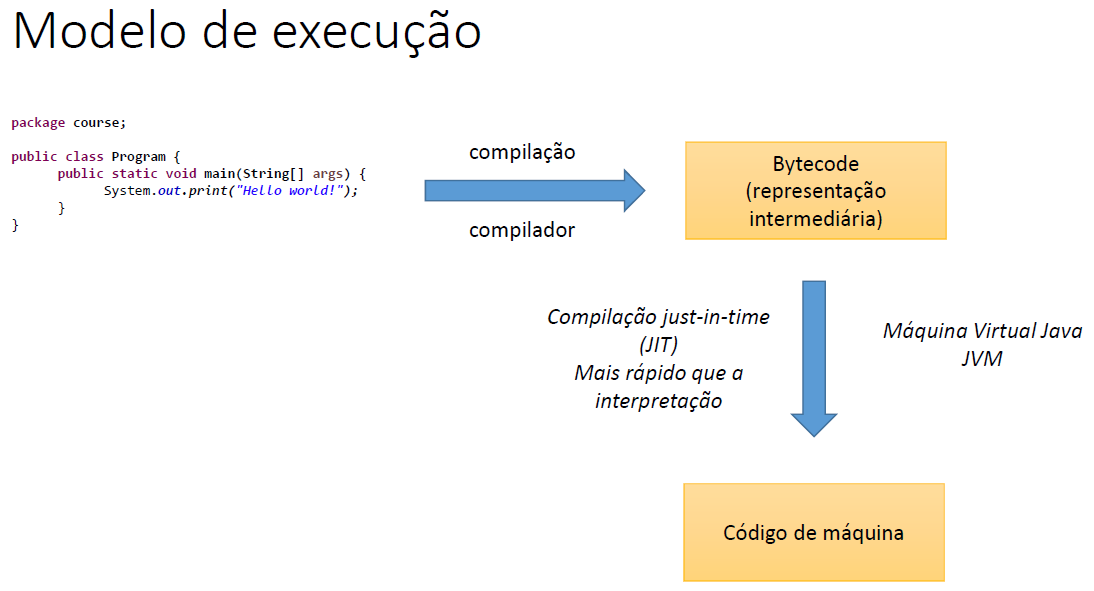 Modelo de execução
package course;
public class Program {
public static void main(String[] args) {
System.out.print("Hello world!");
}
}
compilação
compilador
Bytecode
(representação
intermediária)
Compilação just-in-time
(JIT)
Mais rápido que a
interpretação
Máquina Virtual Java
JVM
Código de máquina